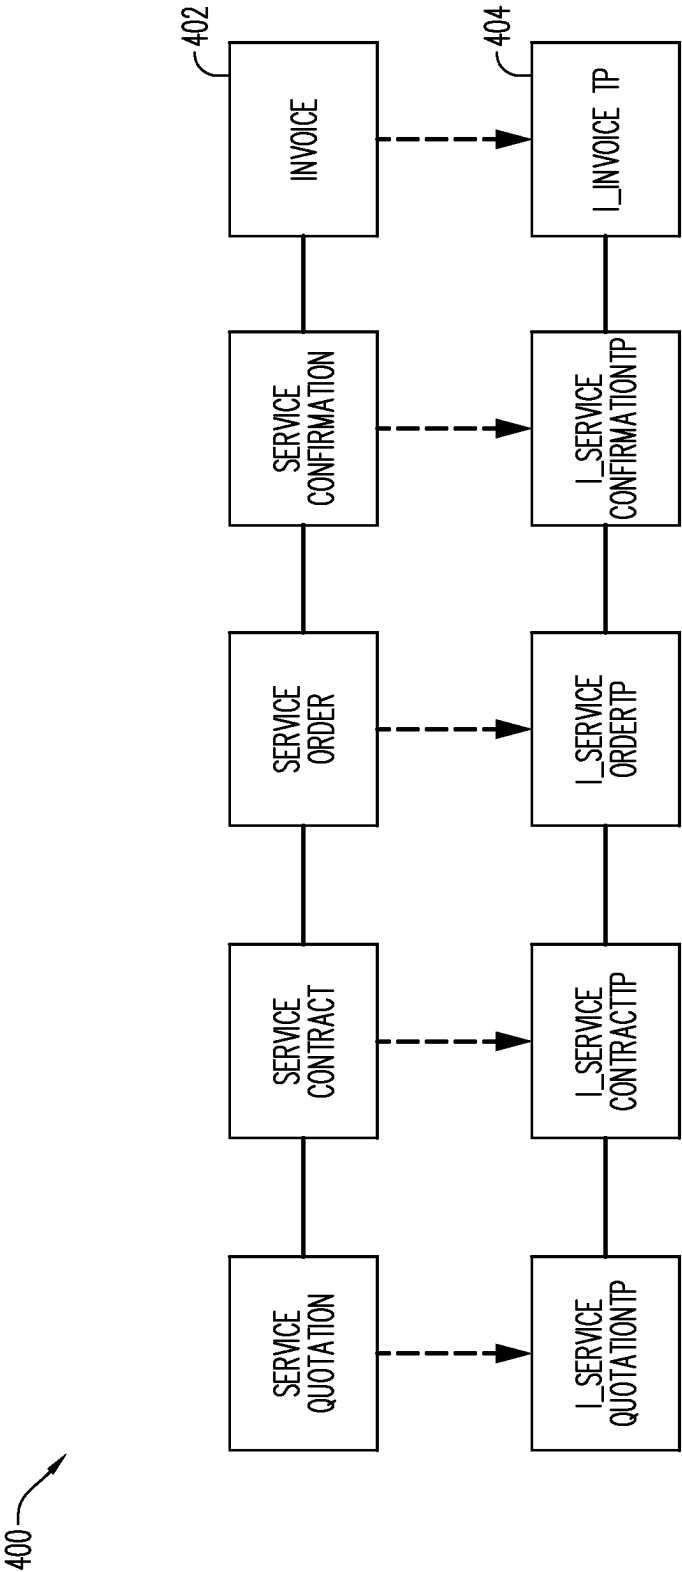 400
SERVICE
QUOTATION
SERVICE
CONTRACT
SERVICE
ORDER
SERVICE
CONFIRMATION
INVOICE
402
I_SERVICE
QUOTATIONTP
I_SERVICE
CONTRACTTP
I_SERVICE
ORDERTP
I_SERVICE
CONFIRMATIONTP
I_INVOICE TP
404